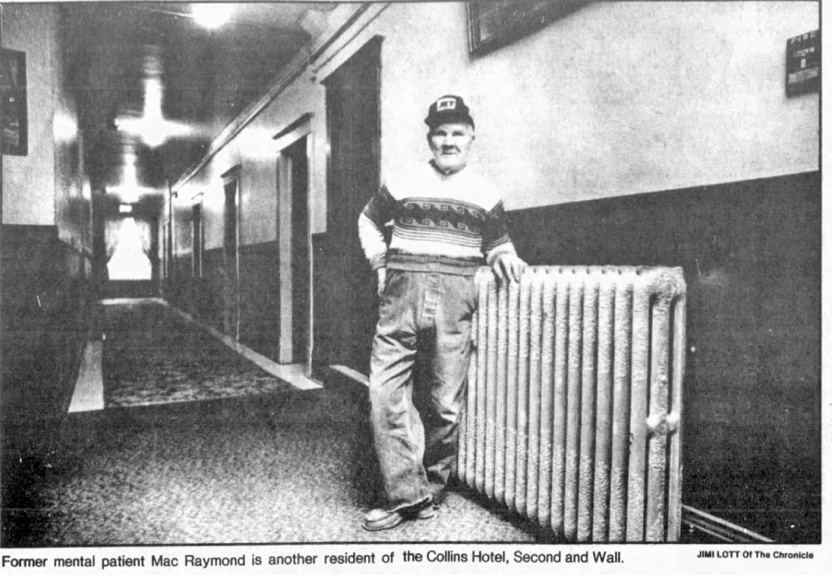 Former mental patient Mac Raymond is another resident of the Collins Hotel, Second and Wall.
JIMI LOTT Of The Chronicle